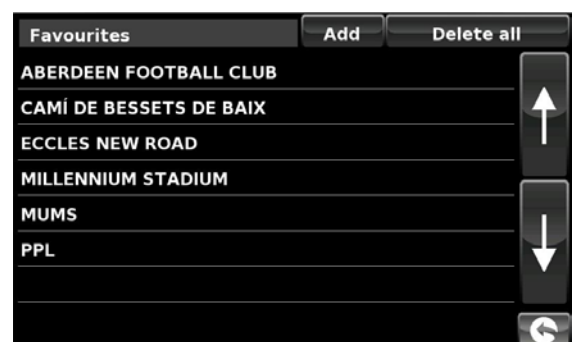 Favourites Add Delete all
ABERDEEN FOOTBALL CLUB
CAMÍ DE BESSETS DE BAIX
ECCLES NEW ROAD
MILLENNIUM STADIUM
MUMS
PPL